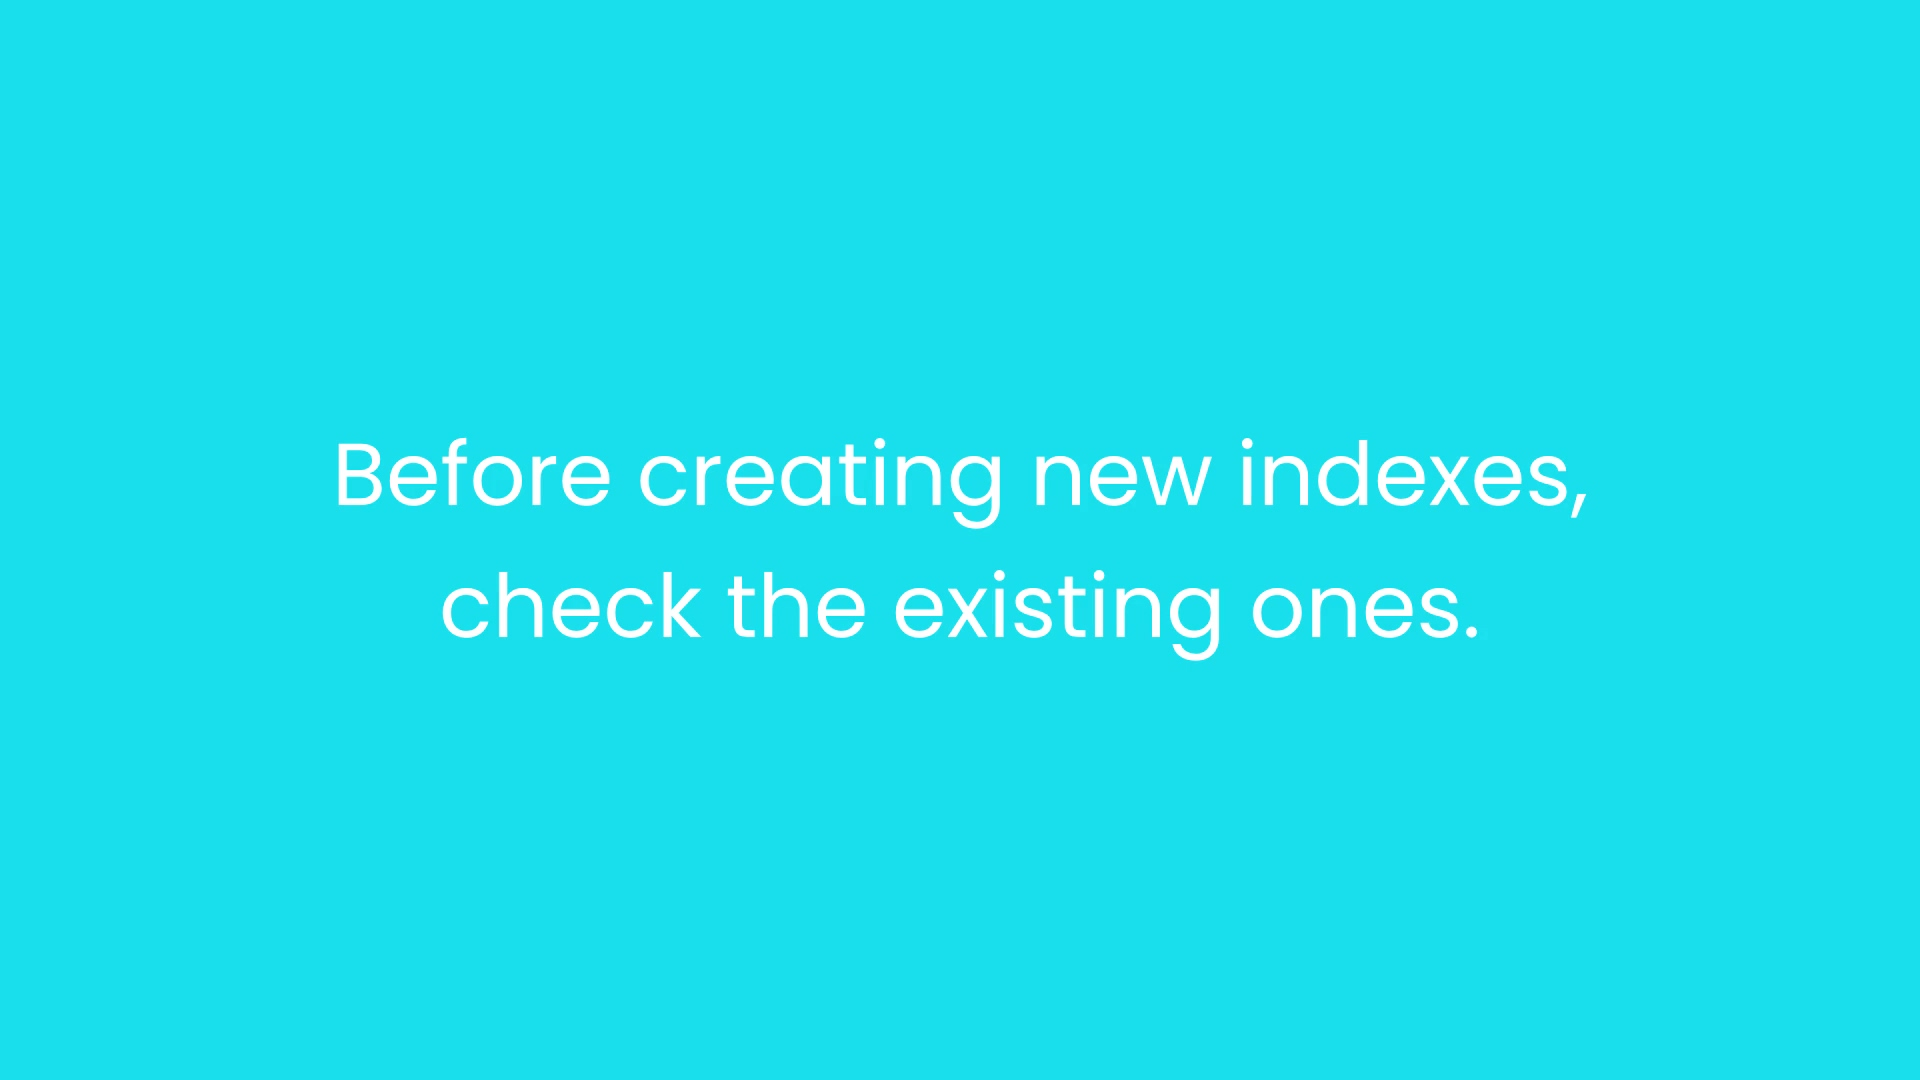 Before creating new indexes,
check the existing ones.